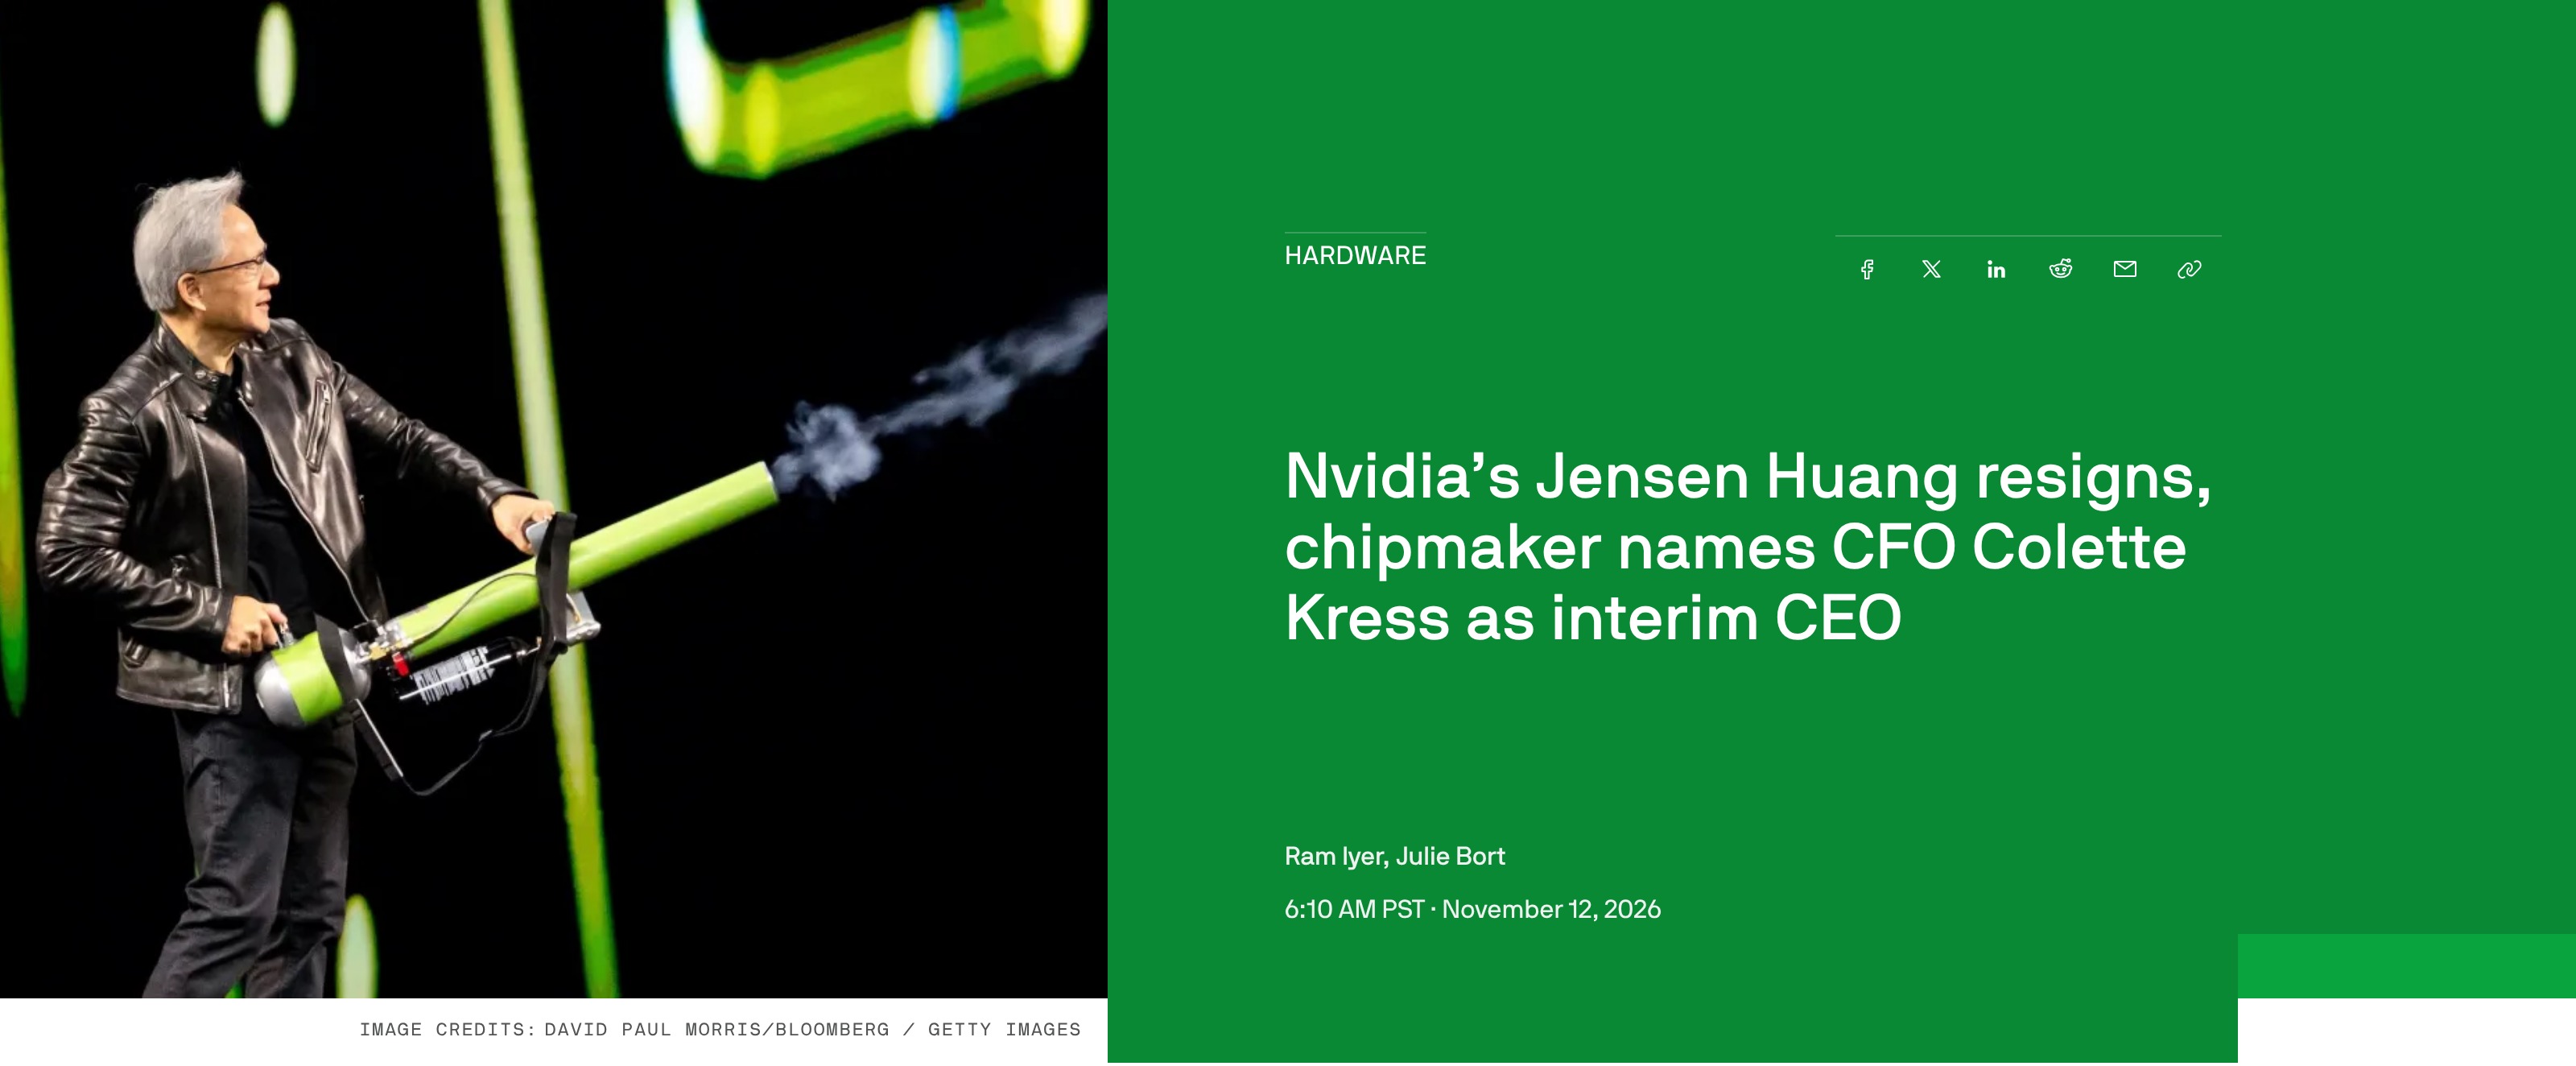 HARDWARE
Nvidia’s Jensen Huang resigns,
chipmaker names CFO Colette
Kress as interim CEO
Ram Iyer, Julie Bort
6:10 AM PST · November 12, 2026
IMAGE CREDITS: DAVID PAUL MORRIS/BLOOMBERG / GETTY IMAGES